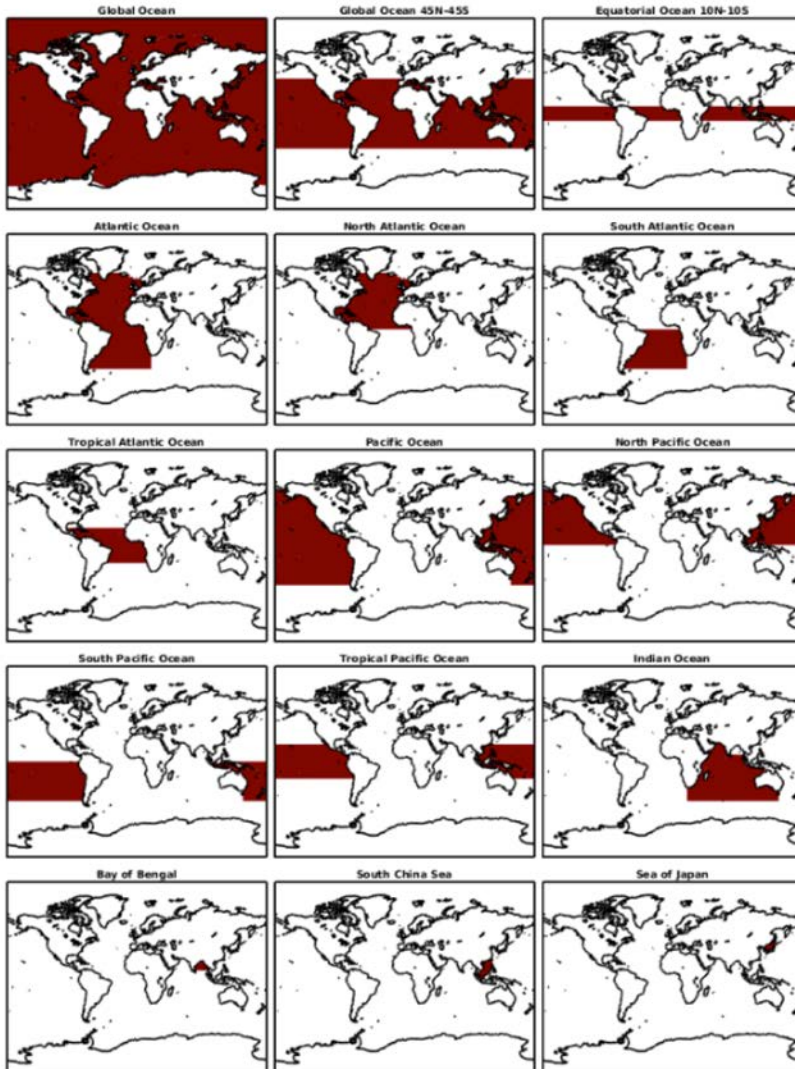 Global Ocean
Global Ocean 45N-45S
Equatorial Ocean 10N-10S
Atlantic Ocean
North Atlantic Ocean
South Atlantic Ocean
Tropical Atlantic Ocean
Pacific Ocean
North Pacific Ocean
South Pacific Ocean
Tropical Pacific Ocean
Indian Ocean
Bay of Bengal
South China Sea
Sea of Japan